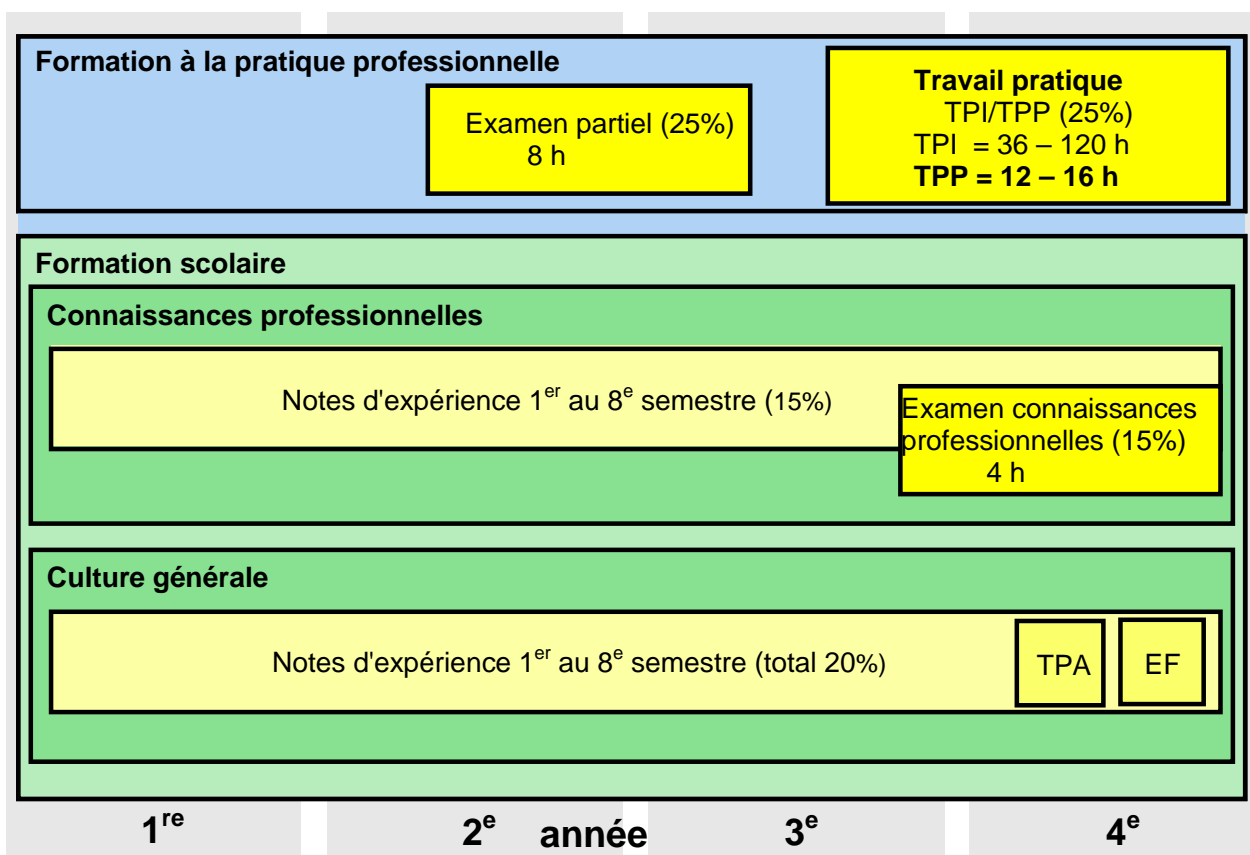 Formation à la pratique professionnelle
Examen partiel (25%)
8 h
Travail pratique
TPI/TPP (25%)
TPI = 36 – 120 h
TPP = 12 – 16 h
Formation scolaire
Connaissances professionnelles
Notes d'expérience 1er au 8e semestre (15%)
Examen connaissances
professionnelles (15%)
4 h
Culture générale
Notes d'expérience 1er au 8e semestre (total 20%)
TPA
EF
1re 2e année 3e 4e